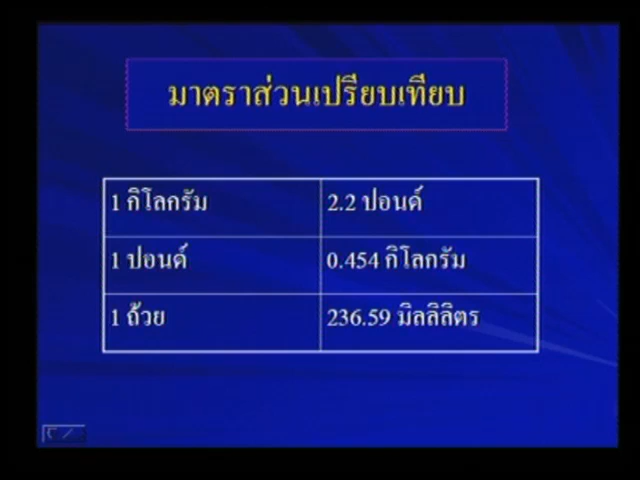 มาตราส่วนเปรียบเทียบ
1 กิโลกรัม 2.2 ปอนด์
1 ปอนด์ 0.454 กิโลกรัม
1 ถ้วย 236.59 มิลลิลิตร